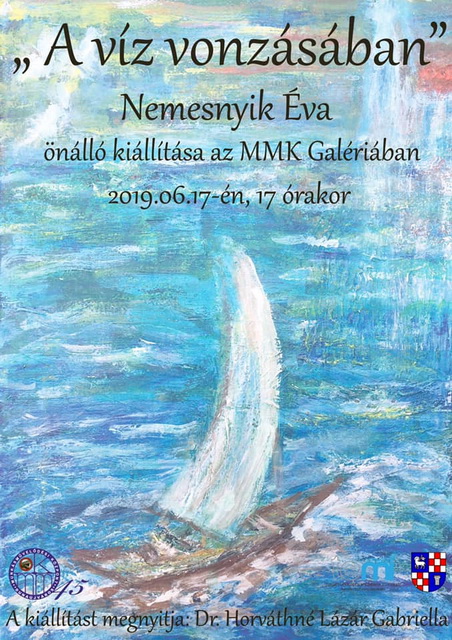 „ A víz vonzásában”
Nemesnyik Éva
önálló kiállítása az MMK Galériában
2019.06.17-én, 17 órakor
45
A kiállítást megnyitja: Dr. Horváthné Lázár Gabriella